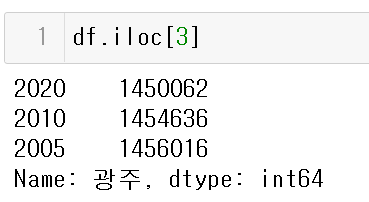 1 df.iloc[3]
2020 1450062
2010 1454636
2005 1456016
Name: 광주, dtype: int64